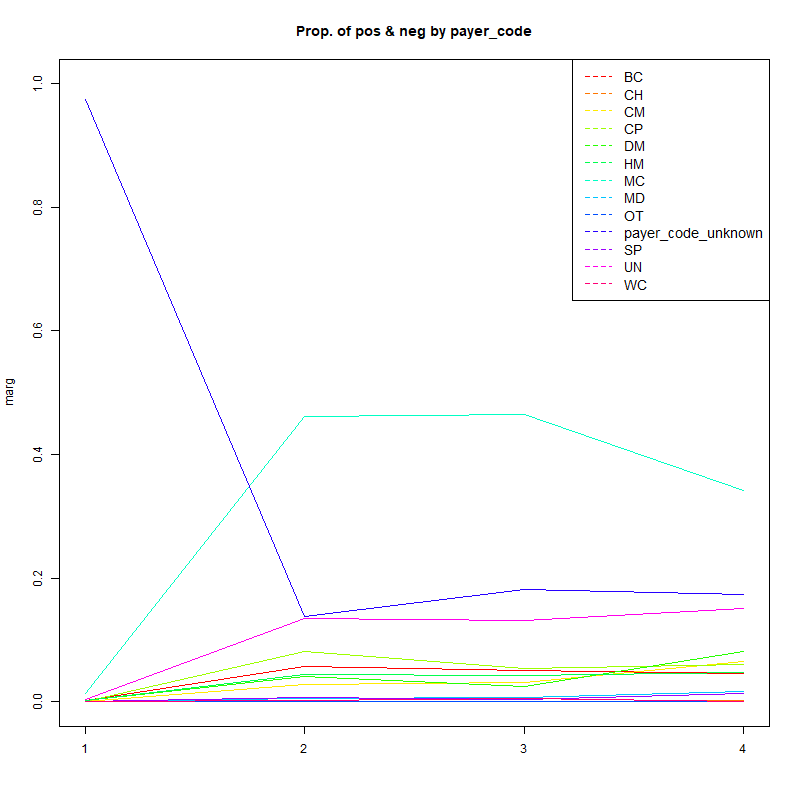 Prop. of pos & neg by payer_code
BC
CH
CM
CP
DM
HM
MC
MD
OT
payer_code_unknown
SP
UN
WC
marg
1.0
0.8
0.6
0.4
0.2
0.0
1 2 3 4